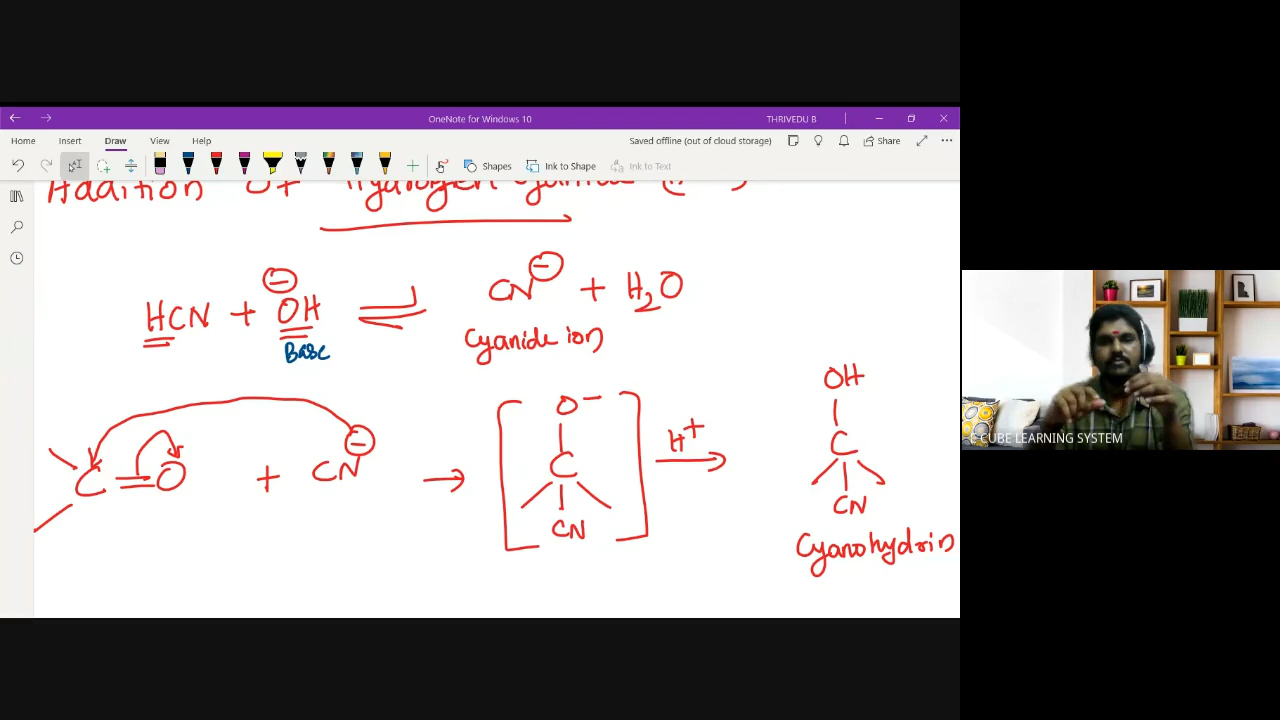 OneNote for Windows 10
THRIVEDU B
Home Insert Draw View Help
Saved offline (out of cloud storage) Share
Shapes Ink to Shape Ink to Text
Addition of Hydrogen Cyanide
HCN + OH⊖ ⇌ CN⊖ + H₂O
Base
Cyanide ion
C=O + CN⊖ → [O⁻ C CN] H⁺ → OH C CN
Cyanohydrin
C CUBE LEARNING SYSTEM